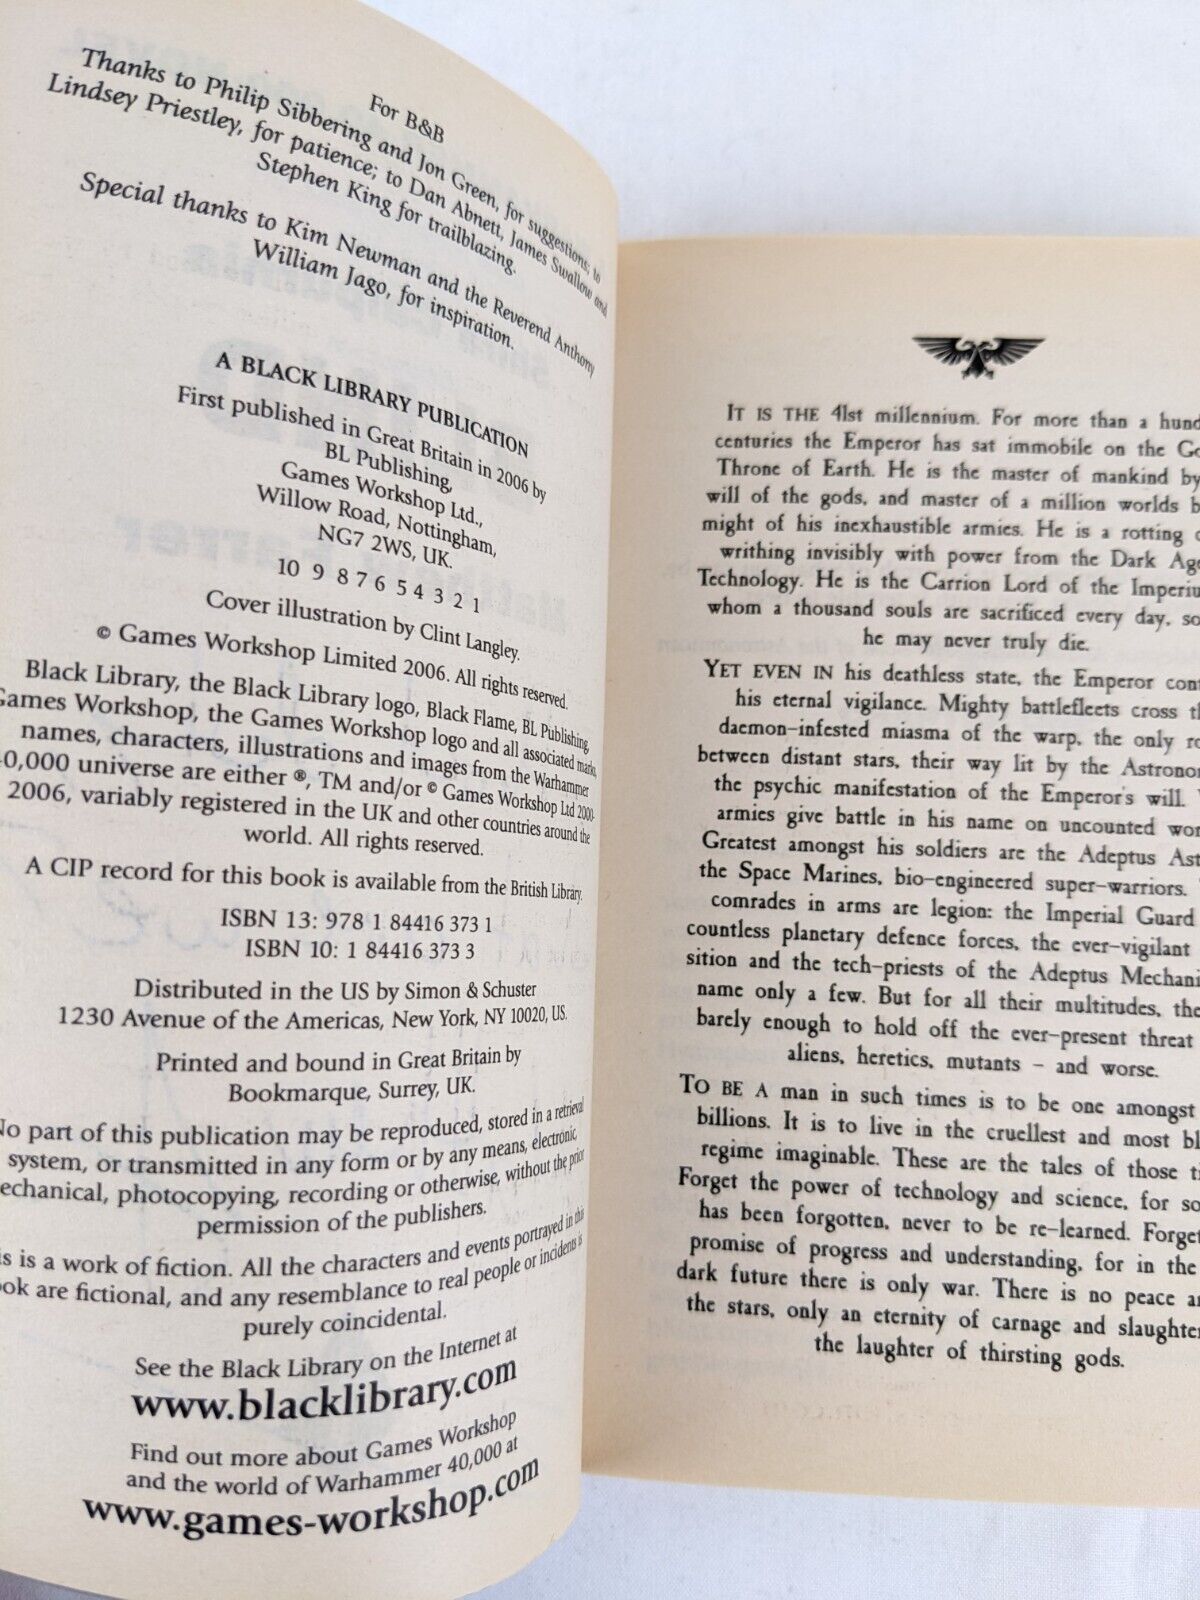 For B&B
Thanks to Philip Sibbering and Jon Green, for suggestions; to
Lindsey Priestley, for patience; to Dan Abnett, James Swallow and
Stephen King for trailblazing.
Special thanks to Kim Newman and the Reverend Anthony
William Jago, for inspiration.
A BLACK LIBRARY PUBLICATION
First published in Great Britain in 2006 by
BL Publishing,
Games Workshop Ltd.,
Willow Road, Nottingham,
NG7 2WS, UK.
10 9 8 7 6 5 4 3 2 1
Cover illustration by Clint Langley.
© Games Workshop Limited 2006. All rights reserved.
Black Library, the Black Library logo, Black Flame, BL Publishing,
Games Workshop, the Games Workshop logo and all associated marks,
names, characters, illustrations and images from the Warhammer
0,000 universe are either ®, TM and/or © Games Workshop Ltd 2000-
2006, variably registered in the UK and other countries around the
world. All rights reserved.
A CIP record for this book is available from the British Library.
ISBN 13: 978 1 84416 373 1
ISBN 10: 1 84416 373 3
Distributed in the US by Simon & Schuster
1230 Avenue of the Americas, New York, NY 10020, US.
Printed and bound in Great Britain by
Bookmarque, Surrey, UK.
No part of this publication may be reproduced, stored in a retrieval
system, or transmitted in any form or by any means, electronic,
echanical, photocopying, recording or otherwise, without the prior
permission of the publishers.
is is a work of fiction. All the characters and events portrayed in this
ok are fictional, and any resemblance to real people or incidents is
purely coincidental.
See the Black Library on the Internet at
www.blacklibrary.com
Find out more about Games Workshop
and the world of Warhammer 40,000 at
www.games-workshop.com
IT IS THE 41st millennium. For more than a hund
centuries the Emperor has sat immobile on the Go
Throne of Earth. He is the master of mankind by
will of the gods, and master of a million worlds b
might of his inexhaustible armies. He is a rotting c
writhing invisibly with power from the Dark Age
Technology. He is the Carrion Lord of the Imperiu
whom a thousand souls are sacrificed every day, so
he may never truly die.
YET EVEN IN his deathless state, the Emperor cont
his eternal vigilance. Mighty battlefleets cross th
daemon-infested miasma of the warp, the only ro
between distant stars, their way lit by the Astrono
the psychic manifestation of the Emperor's will.
armies give battle in his name on uncounted wor
Greatest amongst his soldiers are the Adeptus Ast
the Space Marines, bio-engineered super-warriors.
comrades in arms are legion: the Imperial Guard
countless planetary defence forces, the ever-vigilant
sition and the tech-priests of the Adeptus Mechani
name only a few. But for all their multitudes, the
barely enough to hold off the ever-present threat
aliens, heretics, mutants – and worse.
TO BE A man in such times is to be one amongst
billions. It is to live in the cruellest and most bl
regime imaginable. These are the tales of those ti
Forget the power of technology and science, for so
has been forgotten, never to be re-learned. Forget
promise of progress and understanding, for in the
dark future there is only war. There is no peace a
the stars, only an eternity of carnage and slaughter
the laughter of thirsting gods.